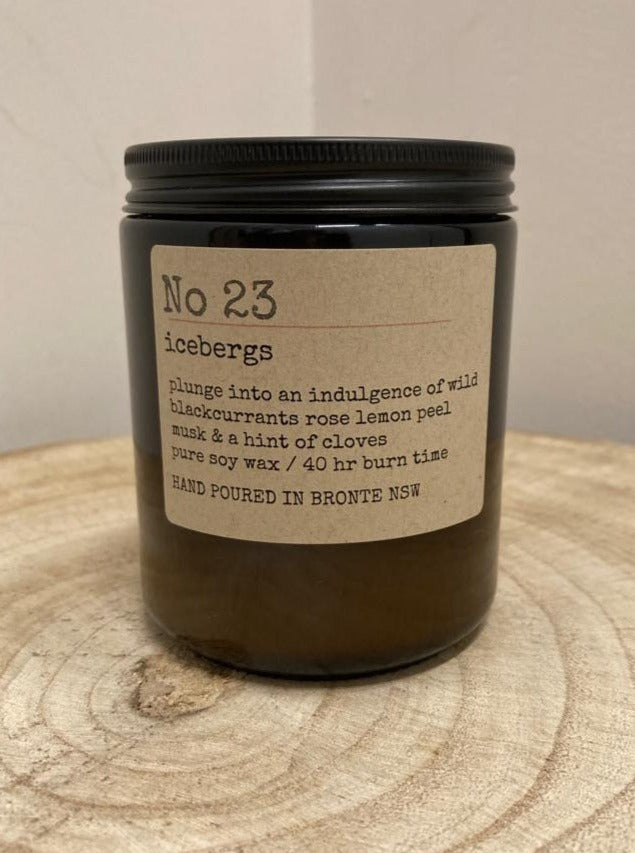 No 23
icebergs
plunge into an indulgence of wild
blackcurrants rose lemon peel
musk & a hint of cloves
pure soy wax / 40 hr burn time
HAND POURED IN BRONTE NSW